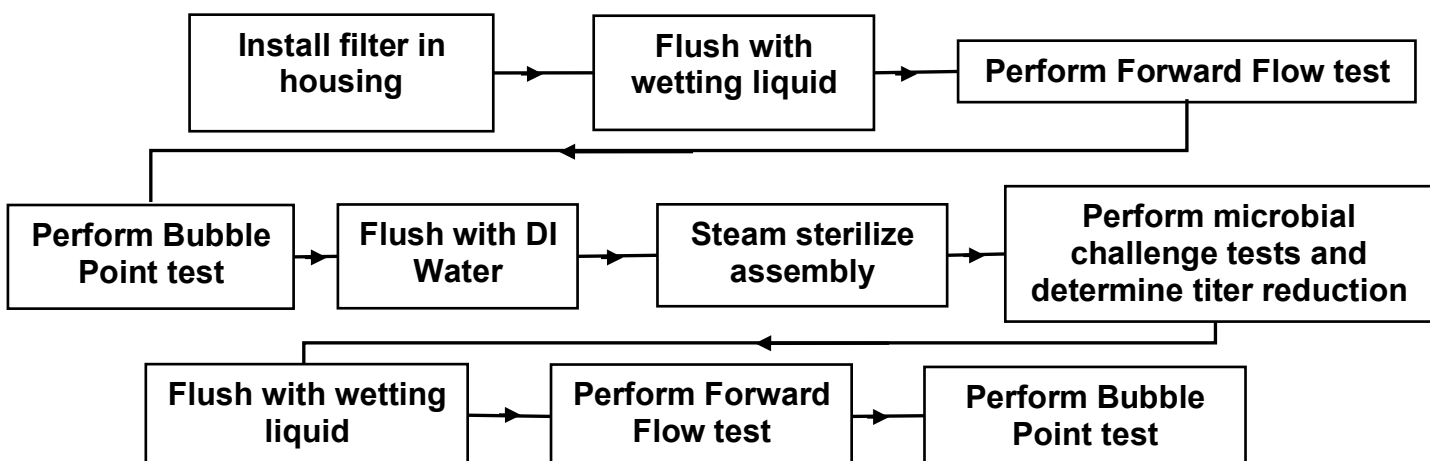 Install filter in
housing
Flush with
wetting liquid
Perform Forward Flow test
Perform Bubble
Point test
Flush with DI
Water
Steam sterilize
assembly
Perform microbial
challenge tests and
determine titer reduction
Flush with wetting
liquid
Perform Forward
Flow test
Perform Bubble
Point test